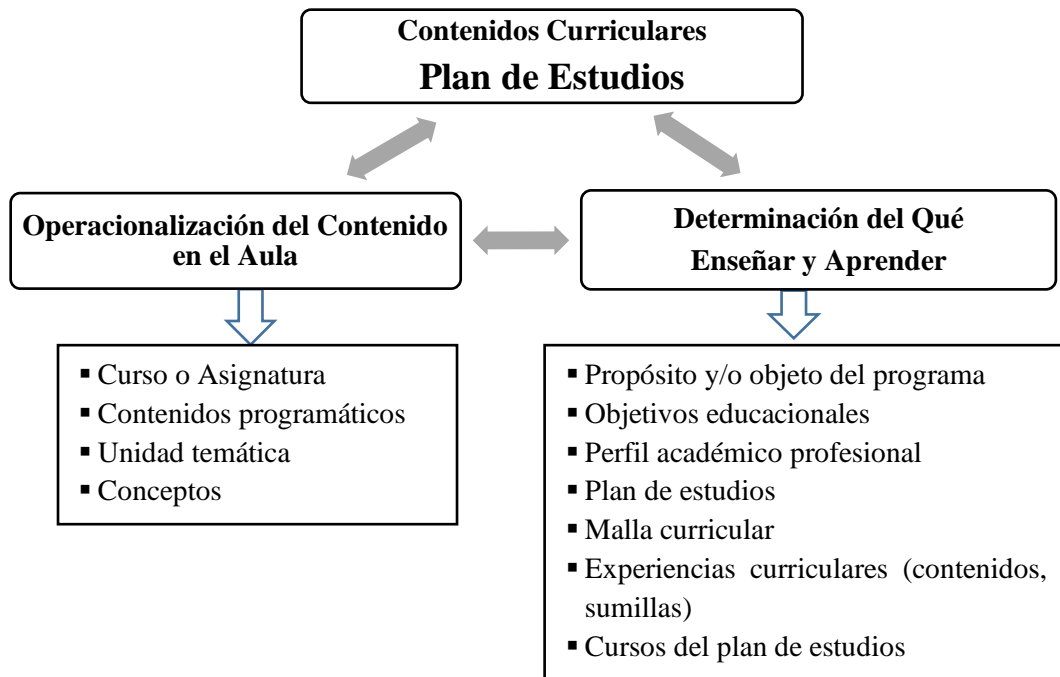 Contenidos Curriculares
Plan de Estudios
Operacionalización del Contenido
en el Aula
Determinación del Qué
Enseñar y Aprender
▪ Curso o Asignatura
▪ Contenidos programáticos
▪ Unidad temática
▪ Conceptos
▪ Propósito y/o objeto del programa
▪ Objetivos educacionales
▪ Perfil académico profesional
▪ Plan de estudios
▪ Malla curricular
▪ Experiencias curriculares (contenidos,
sumillas)
▪ Cursos del plan de estudios